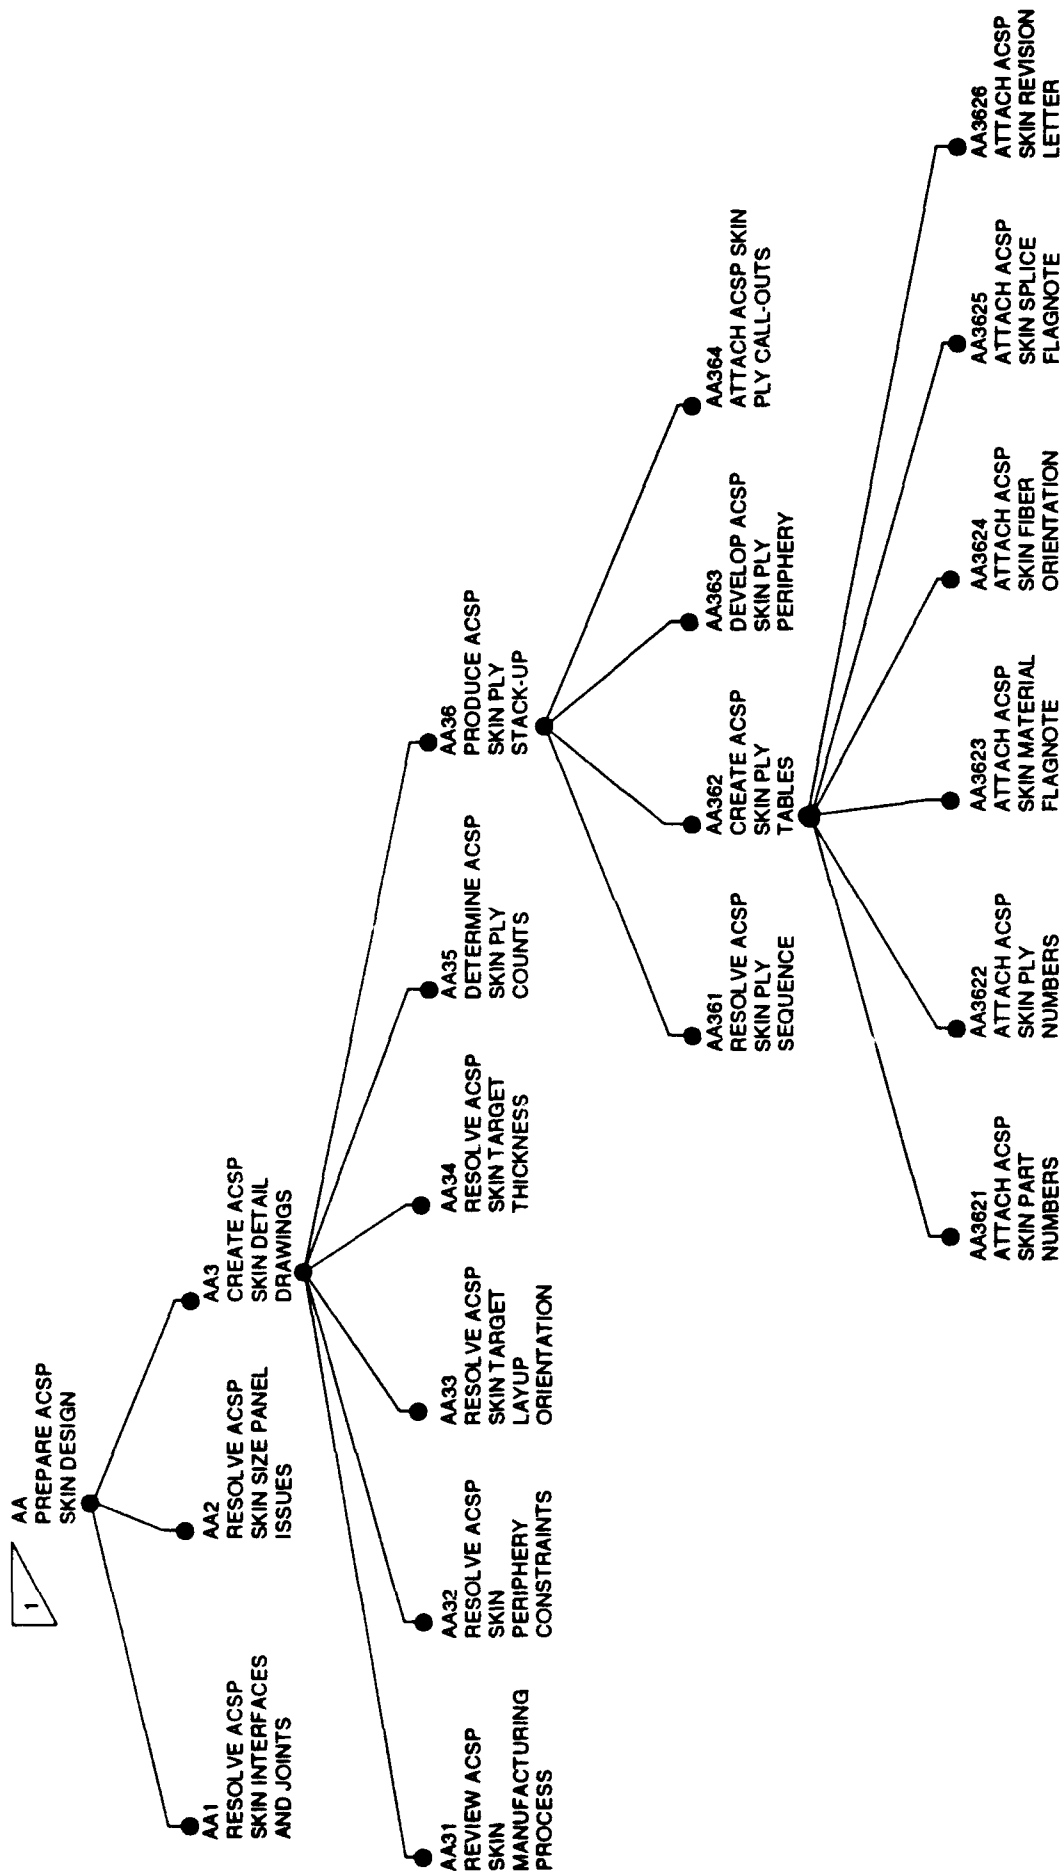 1
AA
PREPARE ACSP
SKIN DESIGN
AA1
RESOLVE ACSP
SKIN INTERFACES
AND JOINTS
AA2
RESOLVE ACSP
SKIN SIZE PANEL
ISSUES
AA3
CREATE ACSP
SKIN DETAIL
DRAWINGS
AA31
REVIEW ACSP
SKIN
MANUFACTURING
PROCESS
AA32
RESOLVE ACSP
SKIN
PERIPHERY
CONSTRAINTS
AA33
RESOLVE ACSP
SKIN TARGET
LAYUP
ORIENTATION
AA34
RESOLVE ACSP
SKIN TARGET
THICKNESS
AA35
DETERMINE ACSP
SKIN PLY
COUNTS
AA36
PRODUCE ACSP
SKIN PLY
STACK-UP
AA361
RESOLVE ACSP
SKIN PLY
SEQUENCE
AA362
CREATE ACSP
SKIN PLY
TABLES
AA363
DEVELOP ACSP
SKIN PLY
PERIPHERY
AA364
ATTACH ACSP SKIN
PLY CALL-OUTS
AA3621
ATTACH ACSP
SKIN PART
NUMBERS
AA3622
ATTACH ACSP
SKIN PLY
NUMBERS
AA3623
ATTACH ACSP
SKIN MATERIAL
FLAGNOTE
AA3624
ATTACH ACSP
SKIN FIBER
ORIENTATION
AA3625
ATTACH ACSP
SKIN SPLICE
FLAGNOTE
AA3626
ATTACH ACSP
SKIN REVISION
LETTER